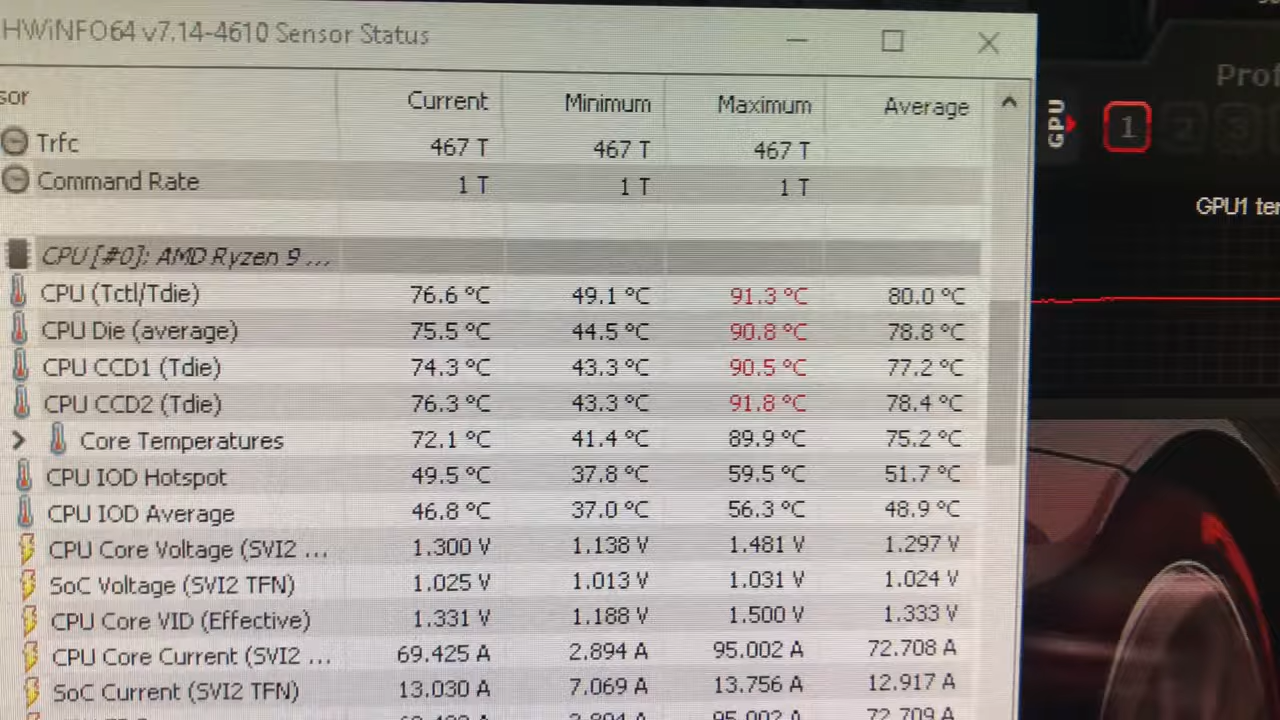 HWiNFO64 v7.14-4610 Sensor Status
sor Current Minimum Maximum Average
Trfc 467 T 467 T 467 T
Command Rate 1 T 1 T 1 T
CPU [#0]: AMD Ryzen 9 ...
CPU (Tctl/Tdie) 76.6 °C 49.1 °C 91.3 °C 80.0 °C
CPU Die (average) 75.5 °C 44.5 °C 90.8 °C 78.8 °C
CPU CCD1 (Tdie) 74.3 °C 43.3 °C 90.5 °C 77.2 °C
CPU CCD2 (Tdie) 76.3 °C 43.3 °C 91.8 °C 78.4 °C
Core Temperatures 72.1 °C 41.4 °C 89.9 °C 75.2 °C
CPU IOD Hotspot 49.5 °C 37.8 °C 59.5 °C 51.7 °C
CPU IOD Average 46.8 °C 37.0 °C 56.3 °C 48.9 °C
CPU Core Voltage (SVI2 ... 1.300 V 1.138 V 1.481 V 1.297 V
SoC Voltage (SVI2 TFN) 1.025 V 1.013 V 1.031 V 1.024 V
CPU Core VID (Effective) 1.331 V 1.188 V 1.500 V 1.333 V
CPU Core Current (SVI2 ... 69.425 A 2.894 A 95.002 A 72.708 A
SoC Current (SVI2 TFN) 13.030 A 7.069 A 13.756 A 12.917 A
95.002 A 72.709 A
Prof
GPU 1 2 3
GPU1 ter